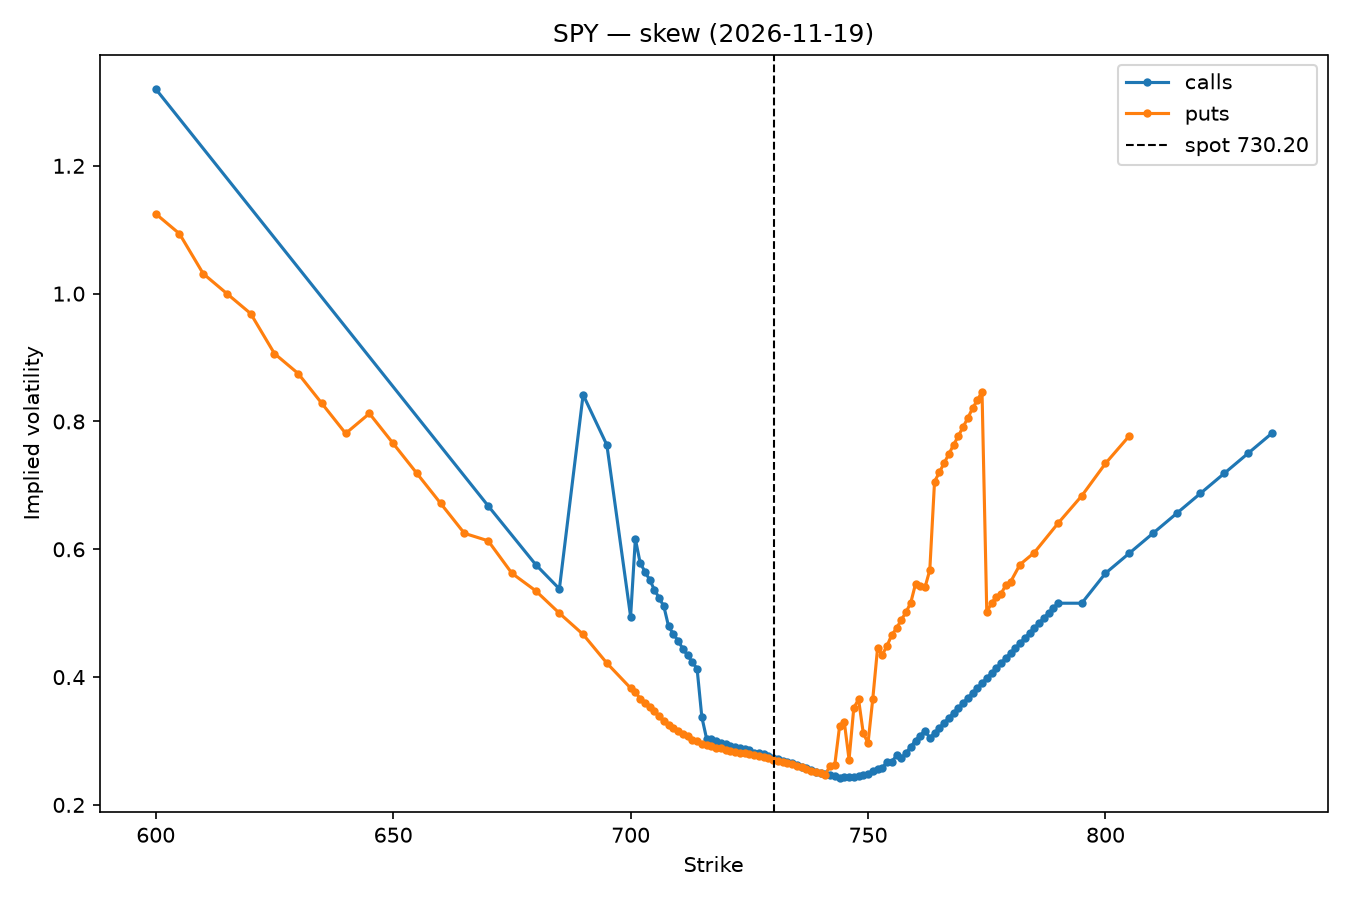 SPY — skew (2026-11-19)
calls
puts
spot 730.20
Implied volatility
1.2
1.0
0.8
0.6
0.4
0.2
600
650
700
750
800
Strike